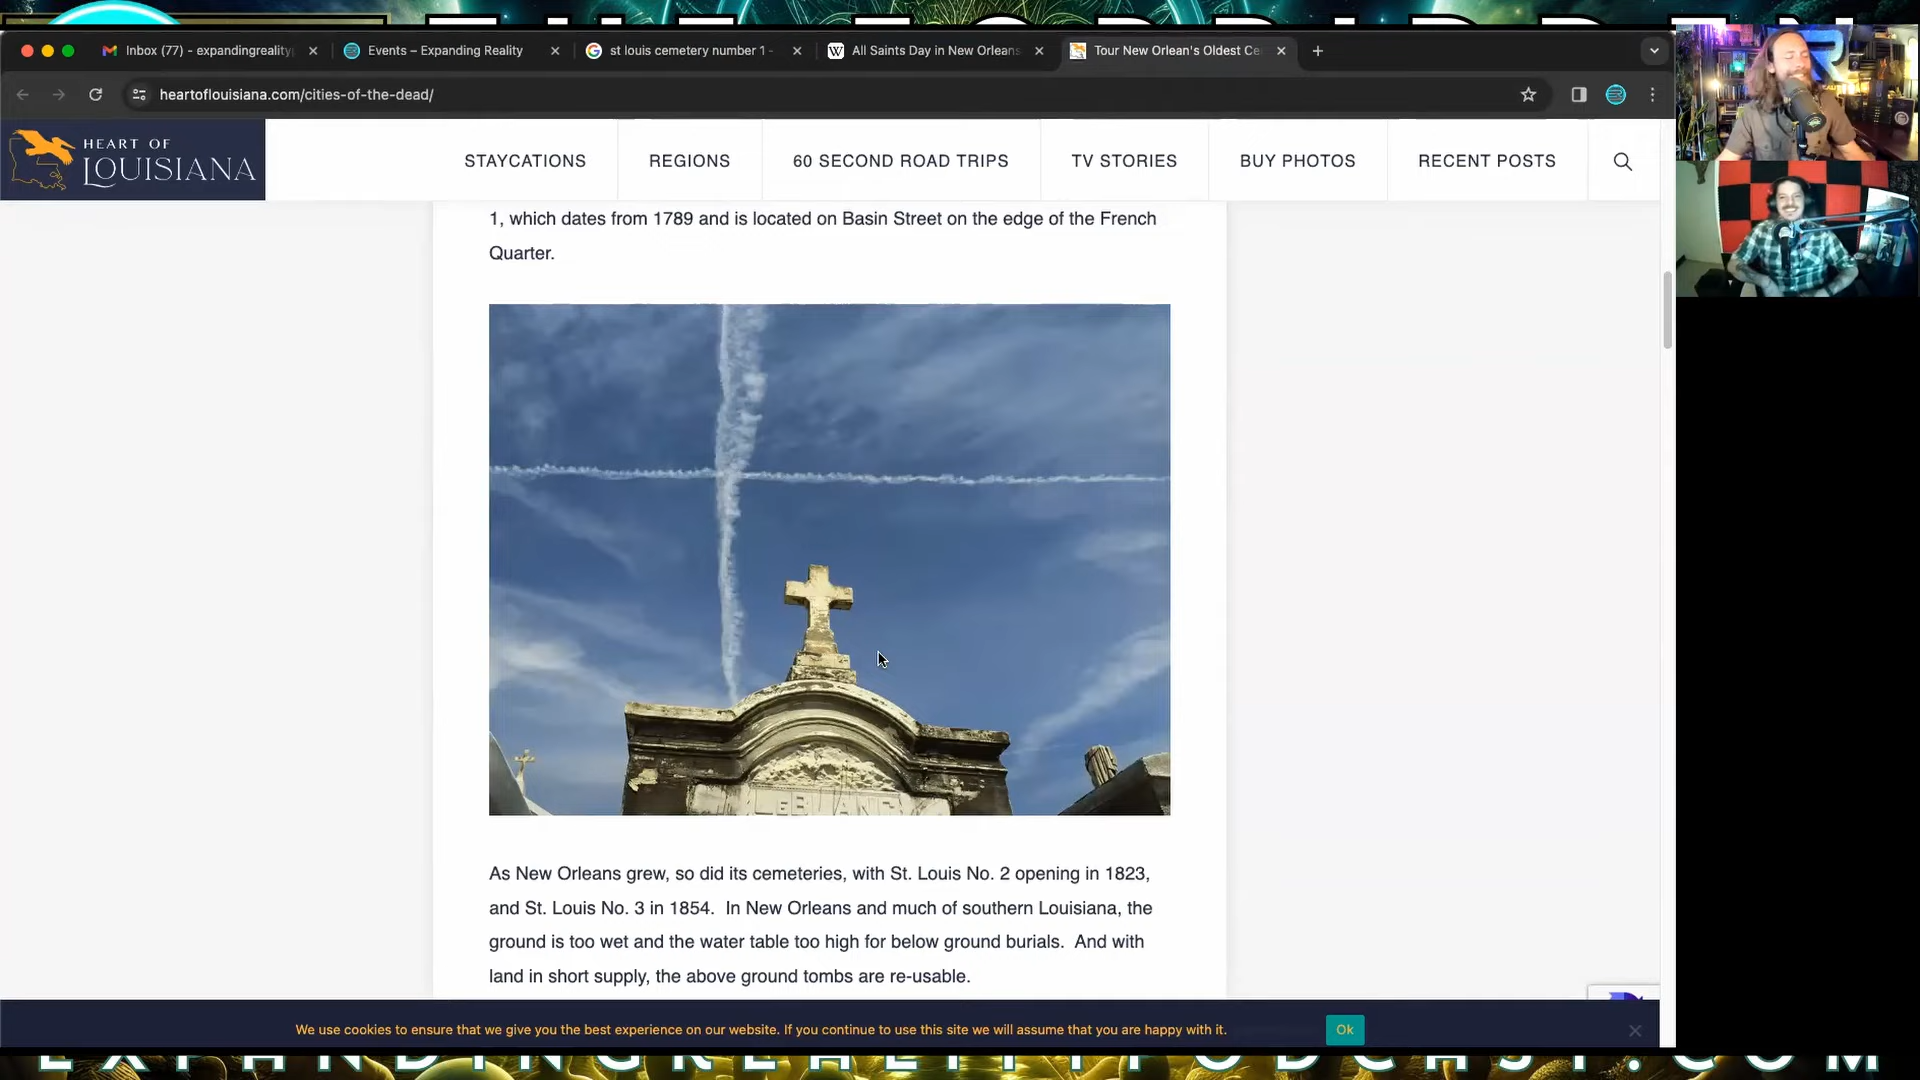 Inbox (77) - expandingreality
Events – Expanding Reality
st louis cemetery number 1 -
All Saints Day in New Orleans
Tour New Orlean's Oldest Ce
heartoflouisiana.com/cities-of-the-dead/
HEART OF
LOUISIANA
STAYCATIONS
REGIONS
60 SECOND ROAD TRIPS
TV STORIES
BUY PHOTOS
RECENT POSTS
1, which dates from 1789 and is located on Basin Street on the edge of the French
Quarter.
As New Orleans grew, so did its cemeteries, with St. Louis No. 2 opening in 1823,
and St. Louis No. 3 in 1854.  In New Orleans and much of southern Louisiana, the
ground is too wet and the water table too high for below ground burials.  And with
land in short supply, the above ground tombs are re-usable.
We use cookies to ensure that we give you the best experience on our website. If you continue to use this site we will assume that you are happy with it.
Ok
EXPANDINGREALITYPODCAST.COM